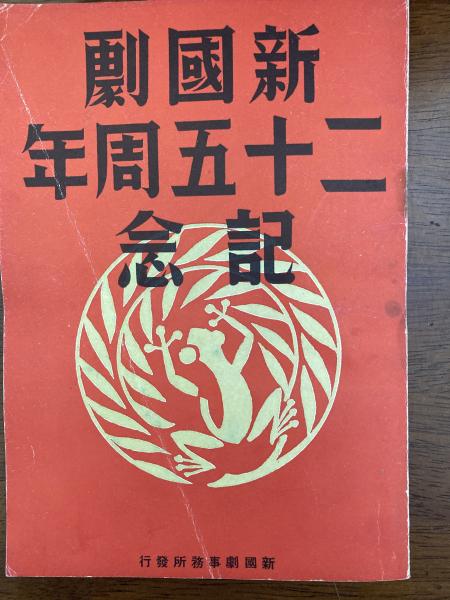 新國劇
二十五周年
記念
新國劇事務所發行